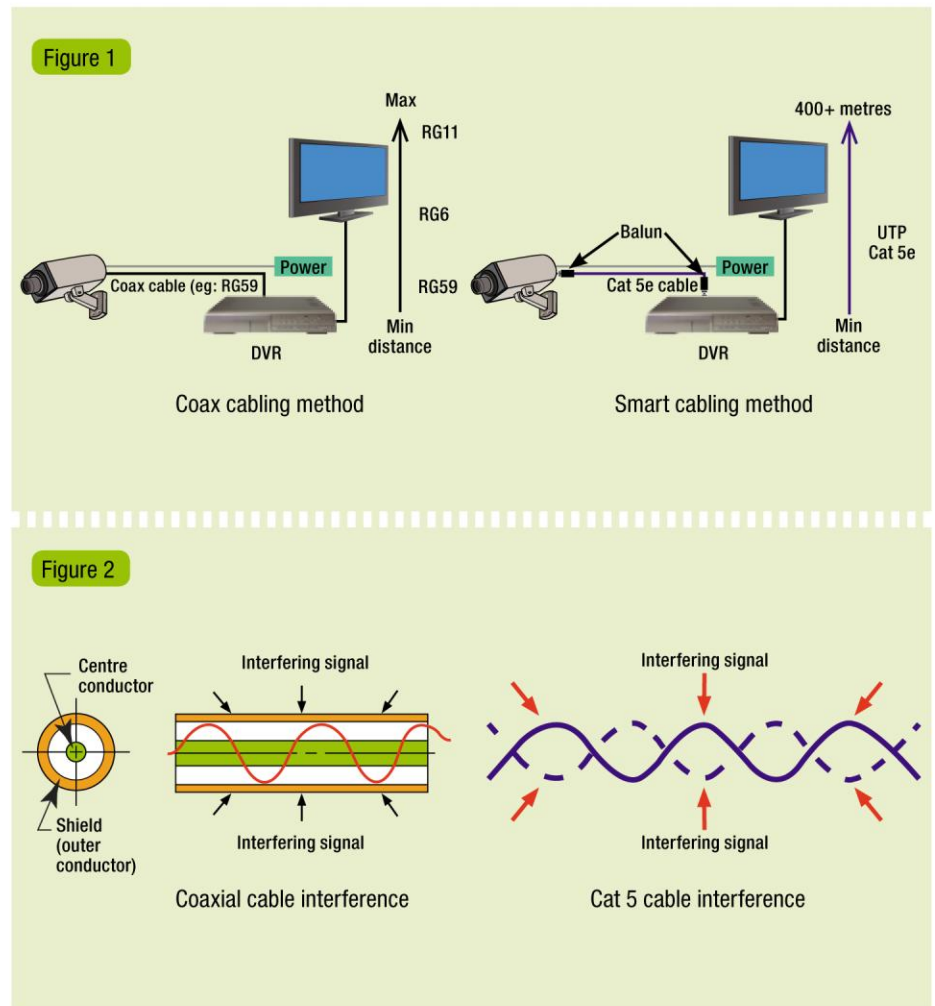 Figure 1
Max
RG11
RG6
RG59
Min
distance
Power
Coax cable (eg: RG59
DVR
Coax cabling method
400+ metres
UTP
Cat 5e
Min
distance
Balun
Power
Cat 5e cable
DVR
Smart cabling method
Figure 2
Centre
conductor
Shield
(outer
conductor)
Interfering signal
Interfering signal
Coaxial cable interference
Interfering signal
Interfering signal
Cat 5 cable interference